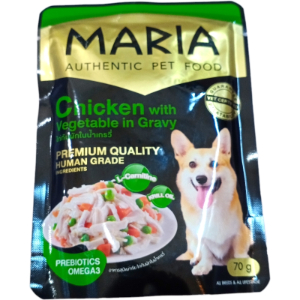 MARIA
AUTHENTIC PET FOOD
Chicken with
Vegetable in Gravy
PREMIUM QUALITY
HUMAN GRADE
INGREDIENTS
L-Carnitine
KRILL OIL
PREBIOTICS
OMEGA3
70 g